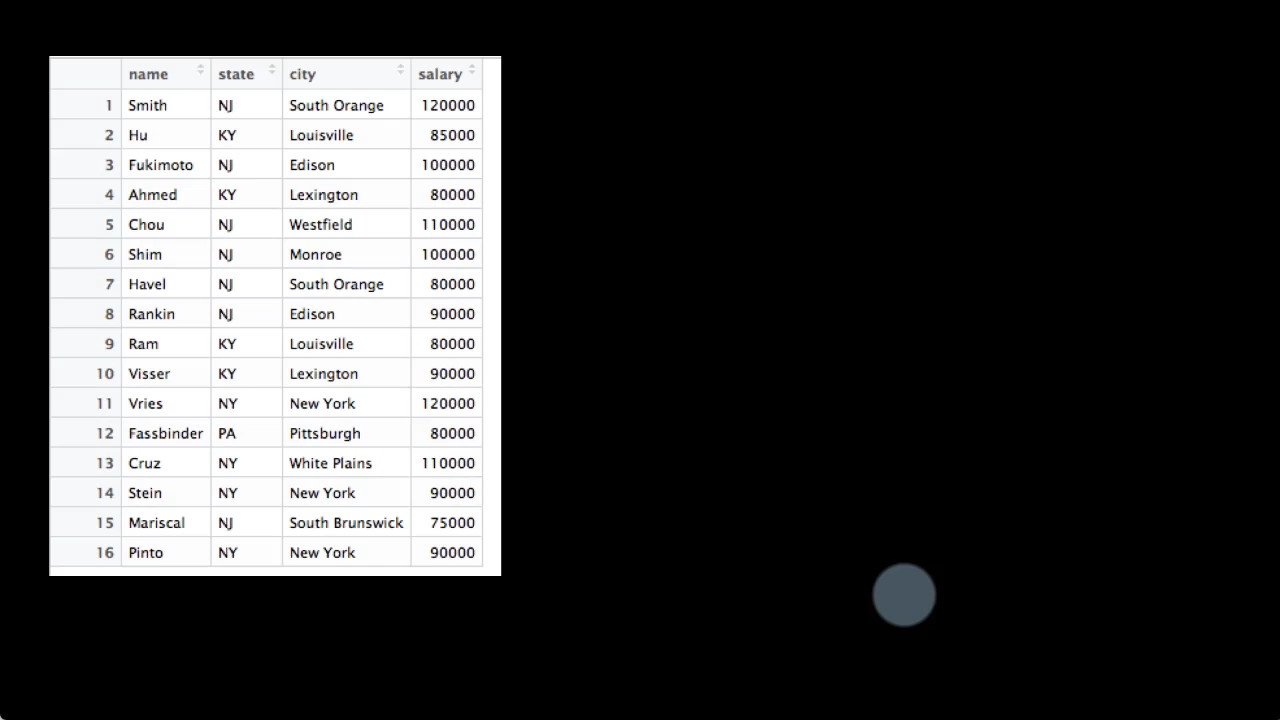 name state city salary
1 Smith NJ South Orange 120000
2 Hu KY Louisville 85000
3 Fukimoto NJ Edison 100000
4 Ahmed KY Lexington 80000
5 Chou NJ Westfield 110000
6 Shim NJ Monroe 100000
7 Havel NJ South Orange 80000
8 Rankin NJ Edison 90000
9 Ram KY Louisville 80000
10 Visser KY Lexington 90000
11 Vries NY New York 120000
12 Fassbinder PA Pittsburgh 80000
13 Cruz NY White Plains 110000
14 Stein NY New York 90000
15 Mariscal NJ South Brunswick 75000
16 Pinto NY New York 90000